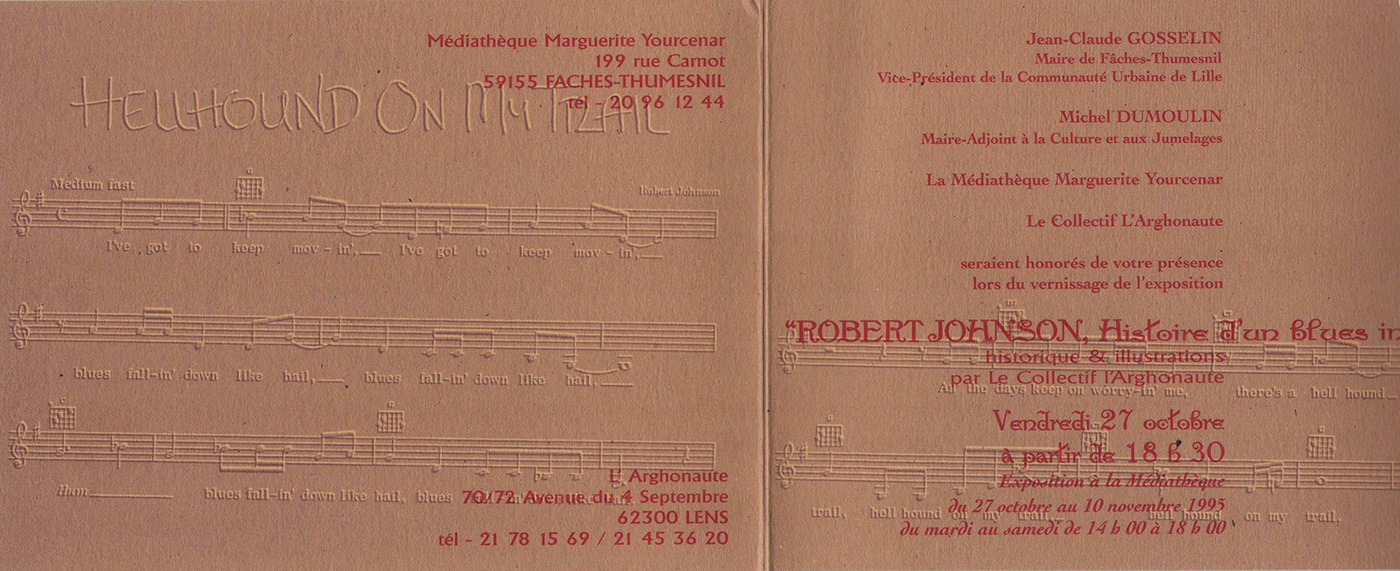 Médiathèque Marguerite Yourcenar
199 rue Carnot
59155 FACHES-THUMESNIL
tél - 20 96 12 44
HELLHOUND ON MY TRAIL
Medium fast
Robert Johnson
I've got to keep mov-in',___ I've got to keep mov-in',___
blues fall-in' down like hail,___ blues fall-in' down like hail,___
blues fall-in' down like hail, blues
L' Arghonaute
70/72 Avenue du 4 Septembre
62300 LENS
tél - 21 78 15 69 / 21 45 36 20
Jean-Claude GOSSELIN
Maire de Fâches-Thumesnil
Vice-Président de la Communauté Urbaine de Lille
Michel DUMOULIN
Maire-Adjoint à la Culture et aux Jumelages
La Médiathèque Marguerite Yourcenar
Le Collectif L'Arghonaute
seraient honorés de votre présence
lors du vernissage de l'exposition
“ROBERT JOHNSON, Histoire d'un blues in
historique & illustrations
par Le Collectif l'Arghonaute
the days keep on worry-in' me, there's a hell hound
Vendredi 27 octobre
à partir de 18 h 30
Exposition à la Médiathèque
du 27 octobre au 10 novembre 1995
trail, hell hound on my trail, hell hound on my trail.
du mardi au samedi de 14 h 00 à 18 h 00